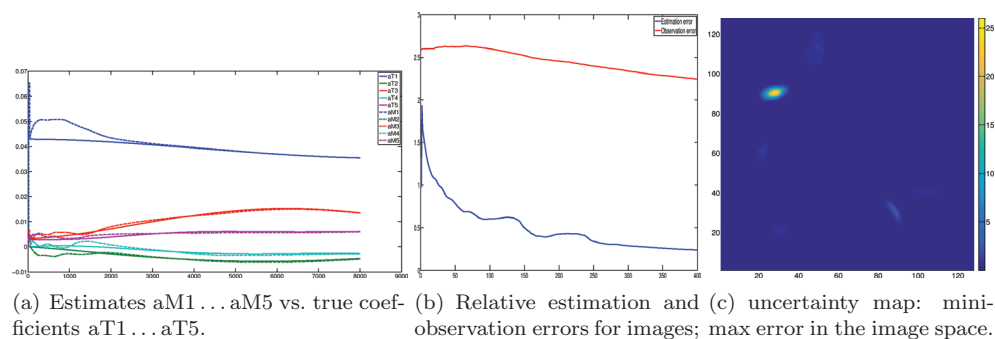 0.07
0.06
0.05
0.04
0.03
0.02
0.01
0
-0.01
0 1000 2000 3000 4000 5000 6000 7000 8000 9000
aT1
aT2
aT3
aT4
aT5
aM1
aM2
aM3
aM4
aM5
(a) Estimates aM1...aM5 vs. true coef-
ficients aT1...aT5.
3
2.5
2
0 50 100 150 200 250 300 350 400
Estimation error
Observation error
(b) Relative estimation and
observation errors for images;
120
100
80
60
40
20
20 40 60 80 100 120
25
20
15
10
5
(c) uncertainty map: mini-
max error in the image space.